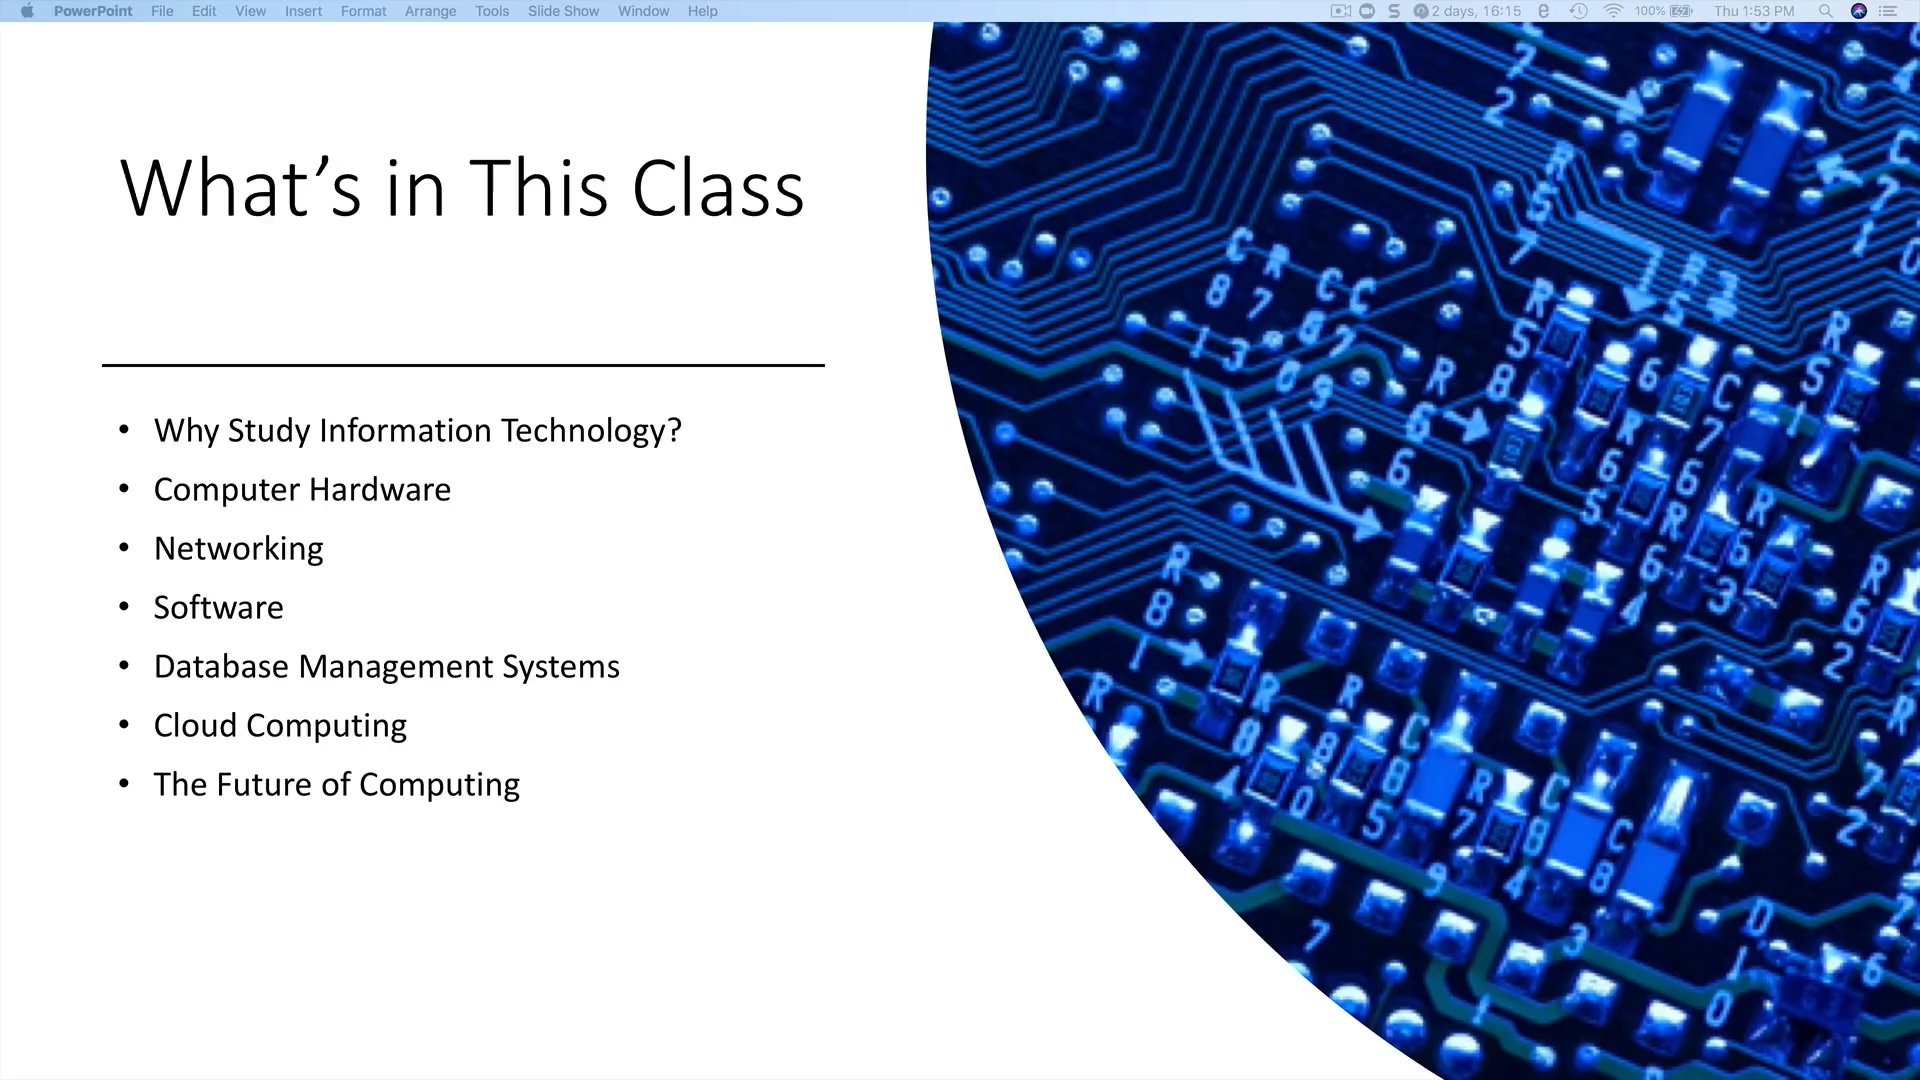 PowerPoint File Edit View Insert Format Arrange Tools Slide Show Window Help 2 days, 16:15 100% Thu 1:53 PM
What's in This Class
• Why Study Information Technology?
• Computer Hardware
• Networking
• Software
• Database Management Systems
• Cloud Computing
• The Future of Computing